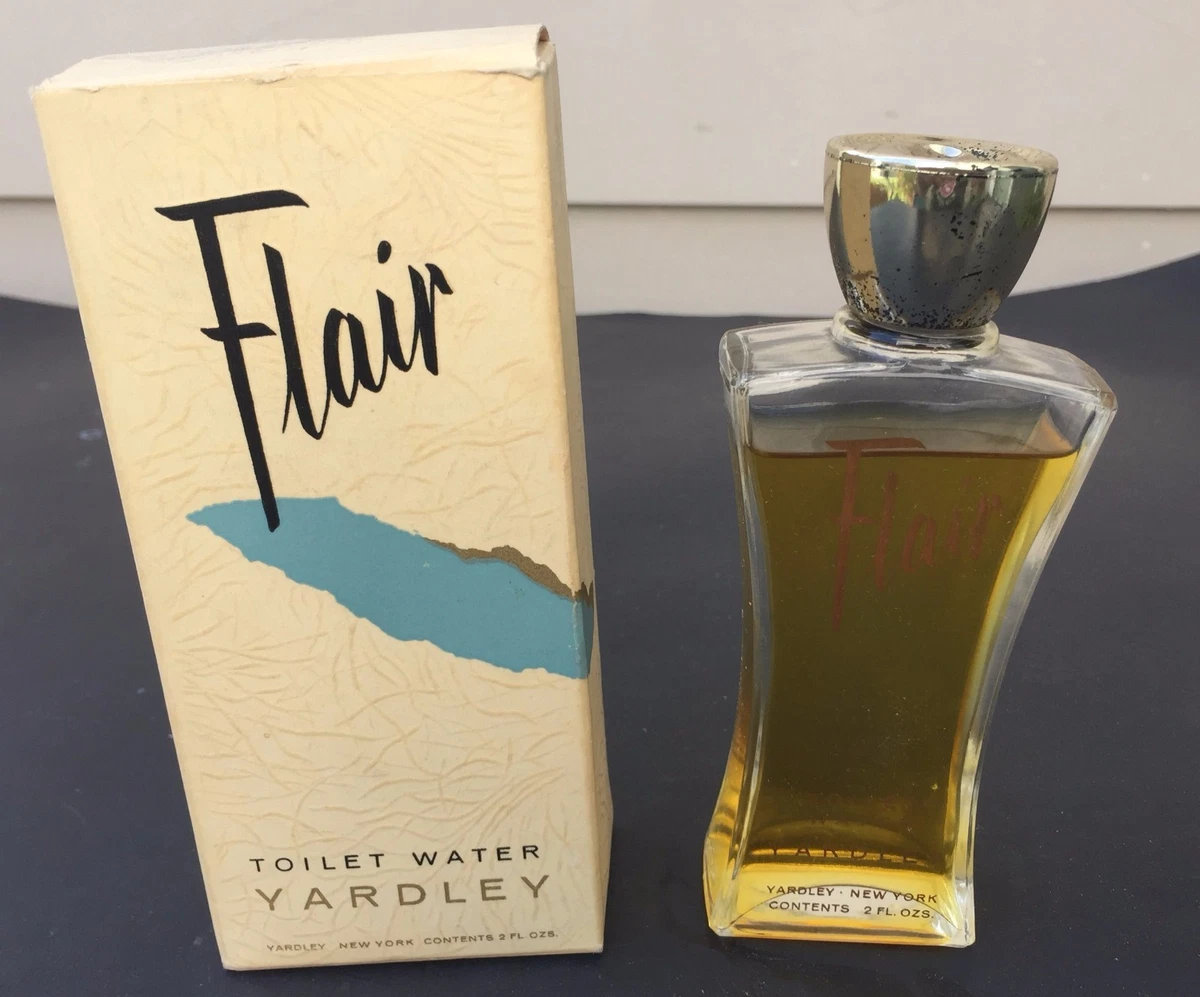 Flair
TOILET WATER
YARDLEY
YARDLEY NEW YORK CONTENTS 2 FL. OZS.
Flair
YARDLEY
YARDLEY · NEW YORK
CONTENTS 2 FL. OZS.